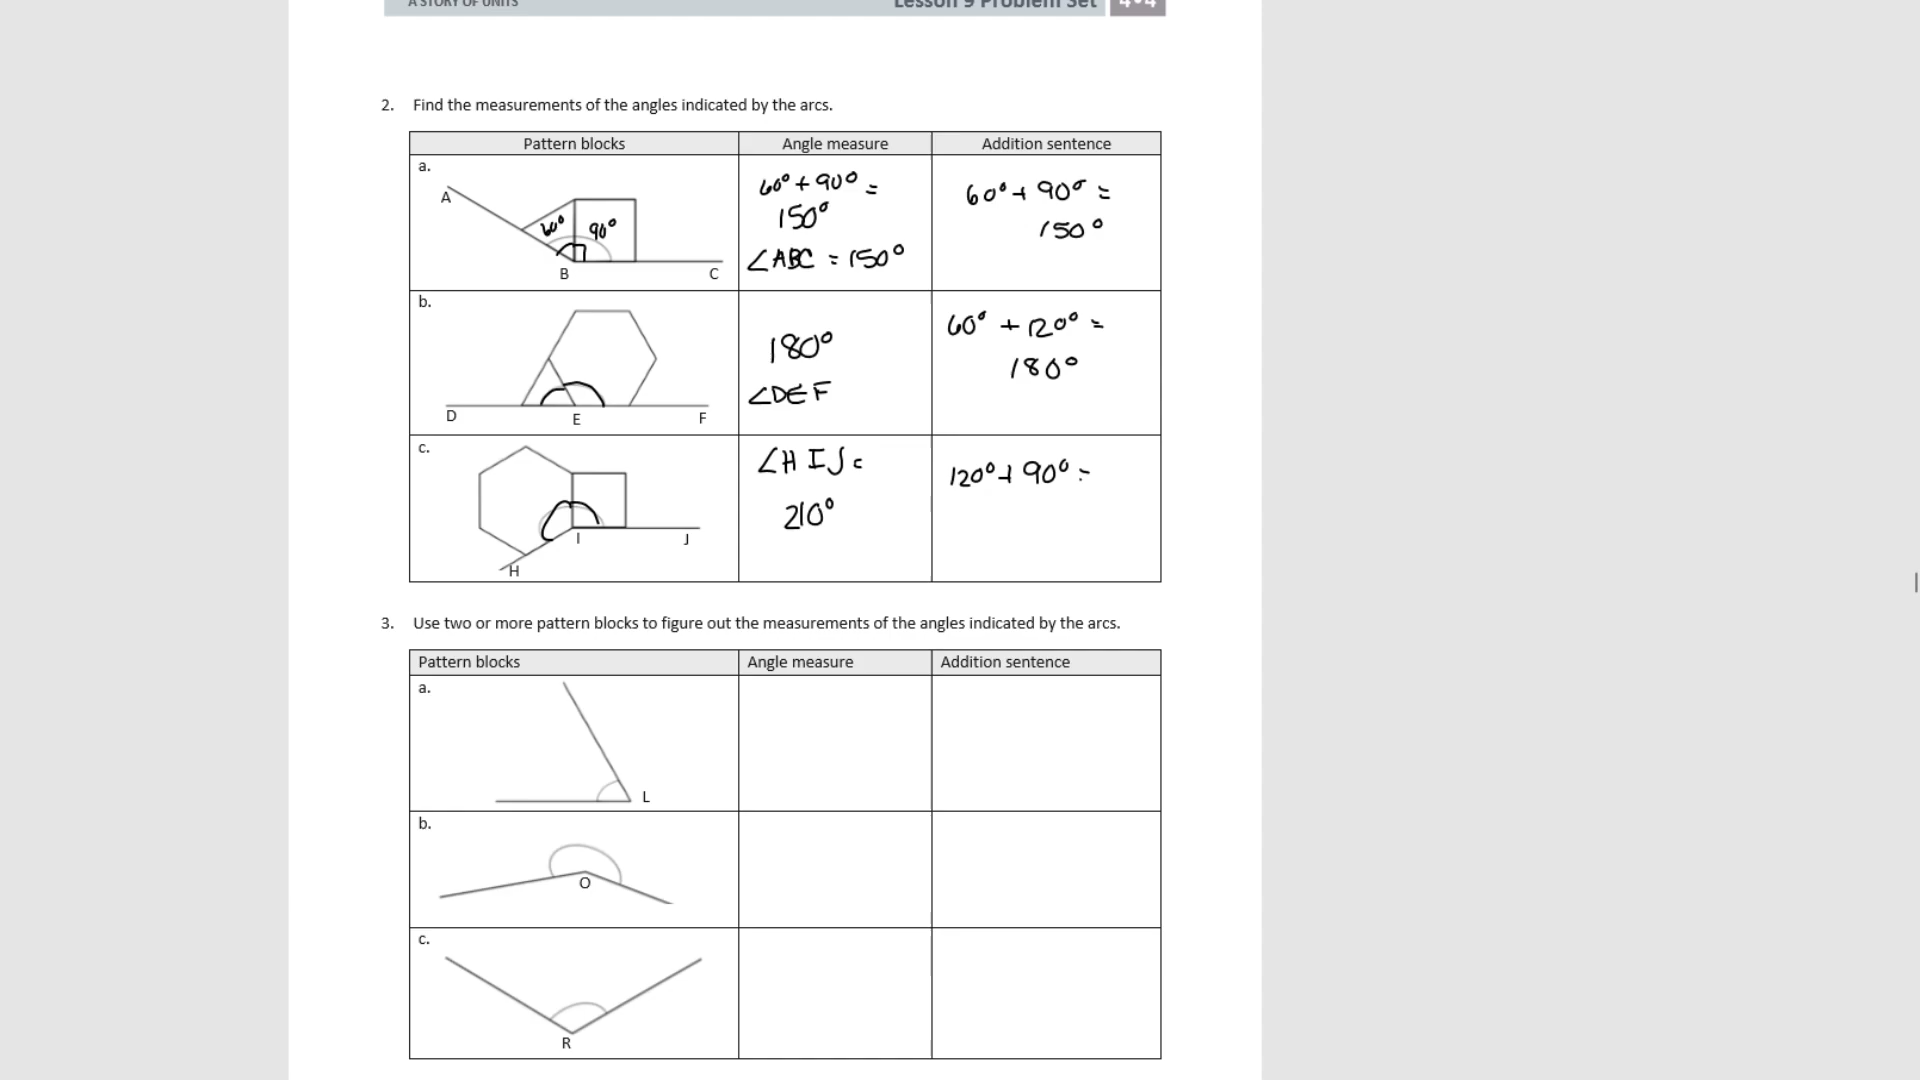 A STORY OF UNITS
Lesson 9 Problem Set 4•4
2. Find the measurements of the angles indicated by the arcs.
Pattern blocks Angle measure Addition sentence
a.
A
60° 90°
B C
60° + 90° =
150°
∠ABC = 150°
60° + 90° =
150°
b.
D E F
180°
∠DEF
60° + 120° =
180°
c.
I J
H
∠HIJ =
210°
120° + 90° =
3. Use two or more pattern blocks to figure out the measurements of the angles indicated by the arcs.
Pattern blocks Angle measure Addition sentence
a.
L
b.
O
c.
R